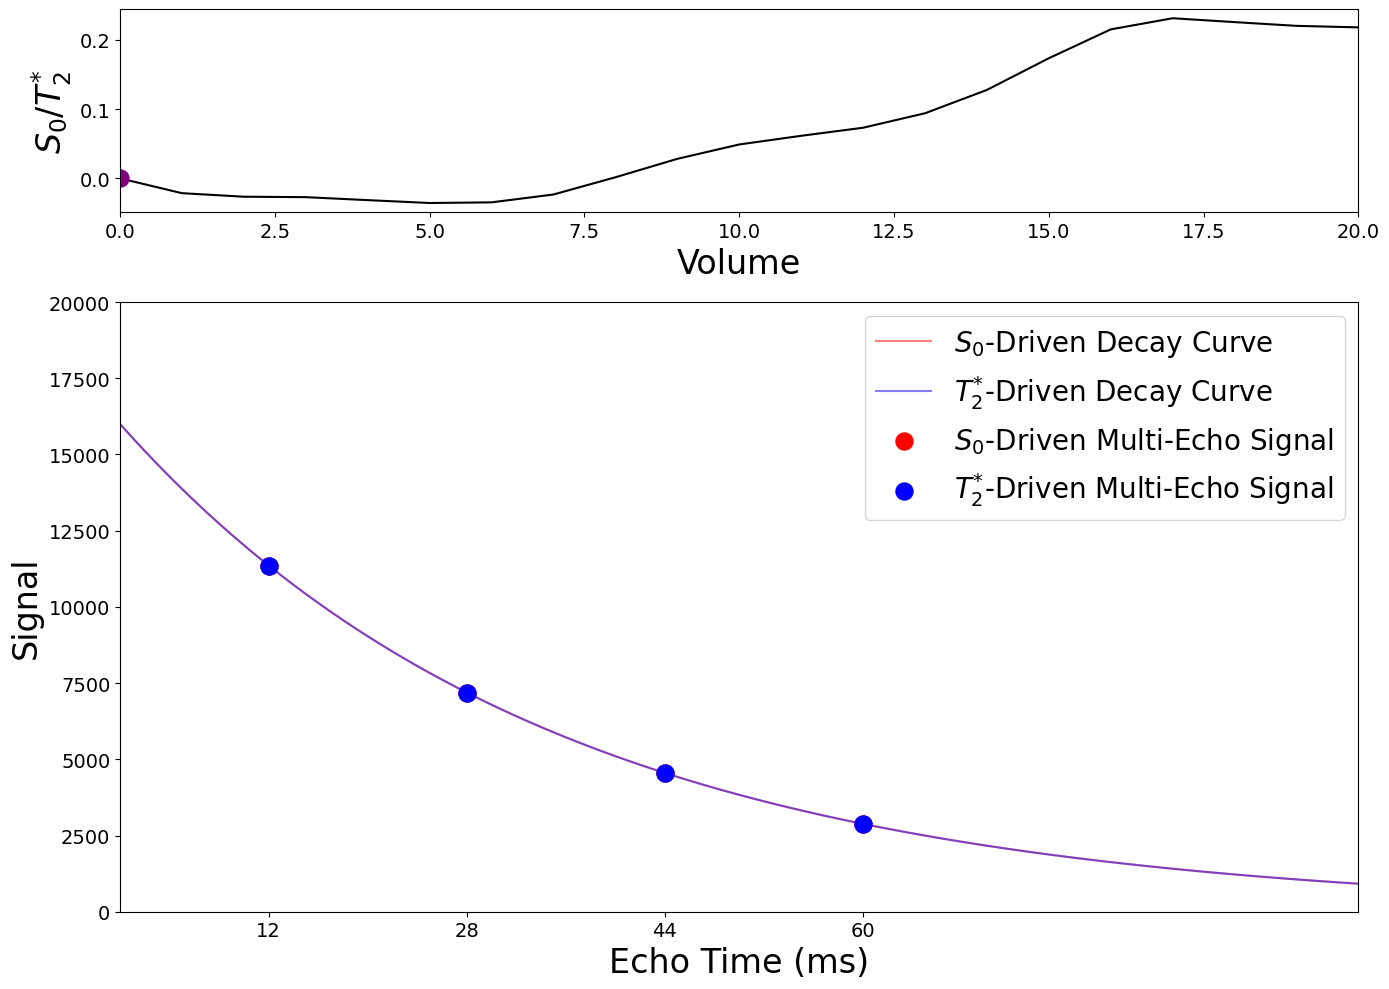 S₀/T₂*
0.2
0.1
0.0
0.0 2.5 5.0 7.5 10.0 12.5 15.0 17.5 20.0
Volume
Signal
20000
17500
15000
12500
10000
7500
5000
2500
0
S₀-Driven Decay Curve
T₂*-Driven Decay Curve
S₀-Driven Multi-Echo Signal
T₂*-Driven Multi-Echo Signal
12 28 44 60
Echo Time (ms)